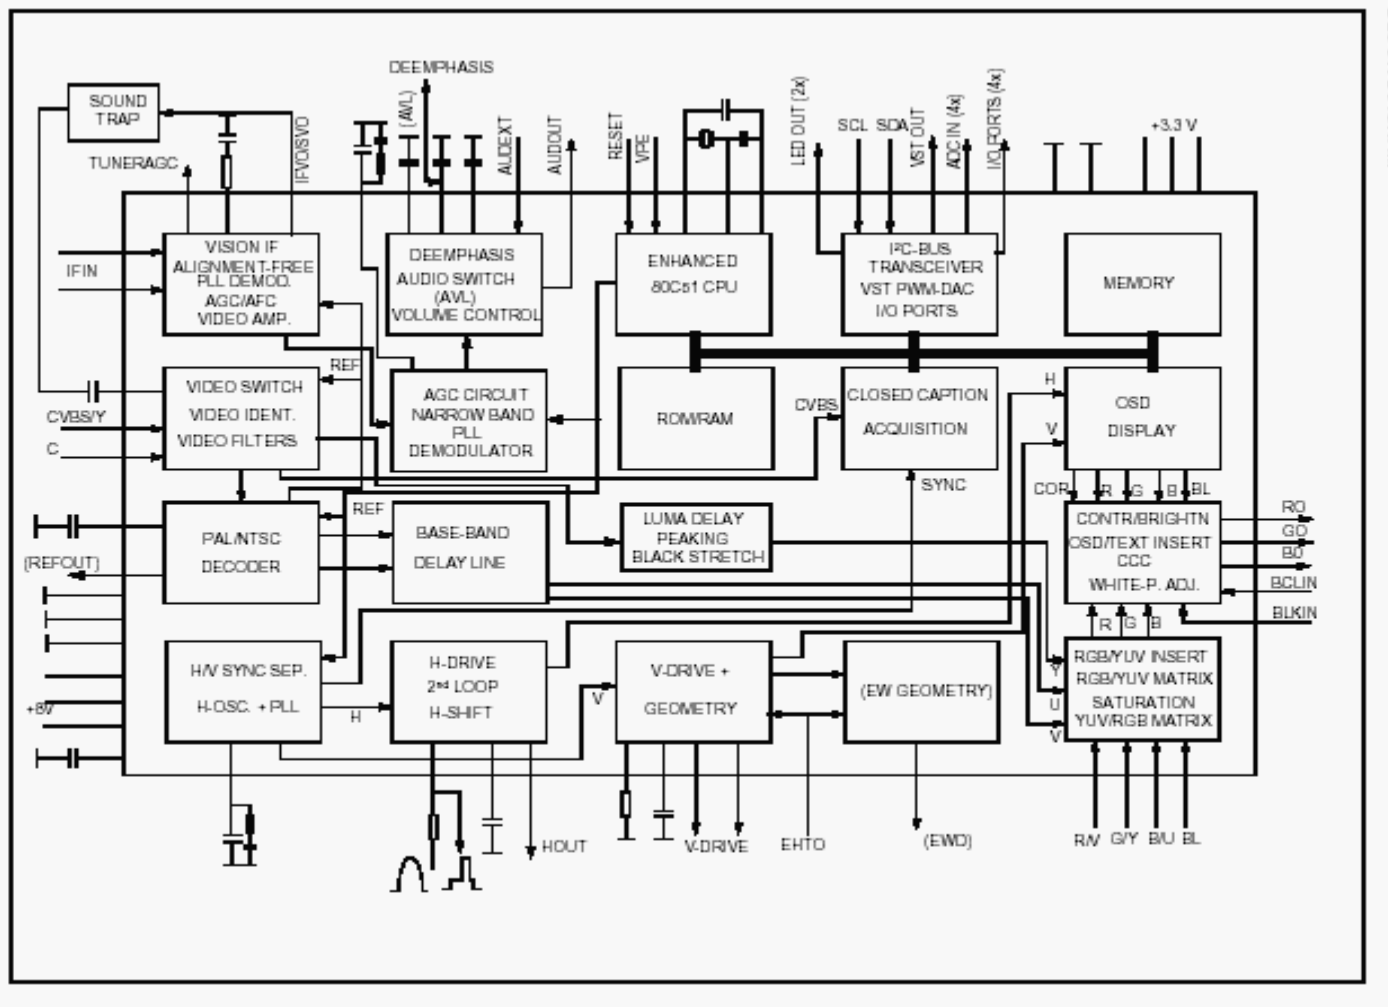 DEEMPHASIS
SOUND
TRAP
TUNERAGC
IFVO/SVO
(AVL)
AUDEXT
AUDOUT
RESET
VPE
LED OUT (2x)
SCL
SDA
VST OUT
ADC IN (4x)
I/O PORTS (4x)
+3.3 V
IFIN
VISION IF
ALIGNMENT-FREE
PLL DEMOD.
AGC/AFC
VIDEO AMP.
DEEMPHASIS
AUDIO SWITCH
(AVL)
VOLUME CONTROL
ENHANCED
80C51 CPU
I²C-BUS
TRANSCEIVER
VST PWM-DAC
I/O PORTS
MEMORY
REF
CVBS/Y
C
VIDEO SWITCH
VIDEO IDENT.
VIDEO FILTERS
AGC CIRCUIT
NARROW BAND
PLL
DEMODULATOR
ROM/RAM
CVBS
CLOSED CAPTION
ACQUISITION
SYNC
H
V
OSD
DISPLAY
COR
R
G
B
BL
REF
(REFOUT)
PAL/NTSC
DECODER
BASE-BAND
DELAY LINE
LUMA DELAY
PEAKING
BLACK STRETCH
CONTR/BRIGHTN
OSD/TEXT INSERT
CCC
WHITE-P. ADJ.
RO
GO
BO
BCLIN
BLKIN
R
G
B
+8V
H/V SYNC SEP.
H-OSC. + PLL
H
H-DRIVE
2nd LOOP
H-SHIFT
V
V-DRIVE +
GEOMETRY
(EW GEOMETRY)
Y
U
V
RGB/YUV INSERT
RGB/YUV MATRIX
SATURATION
YUV/RGB MATRIX
HOUT
V-DRIVE
EHTO
(EWD)
R/V
G/Y
B/U
BL